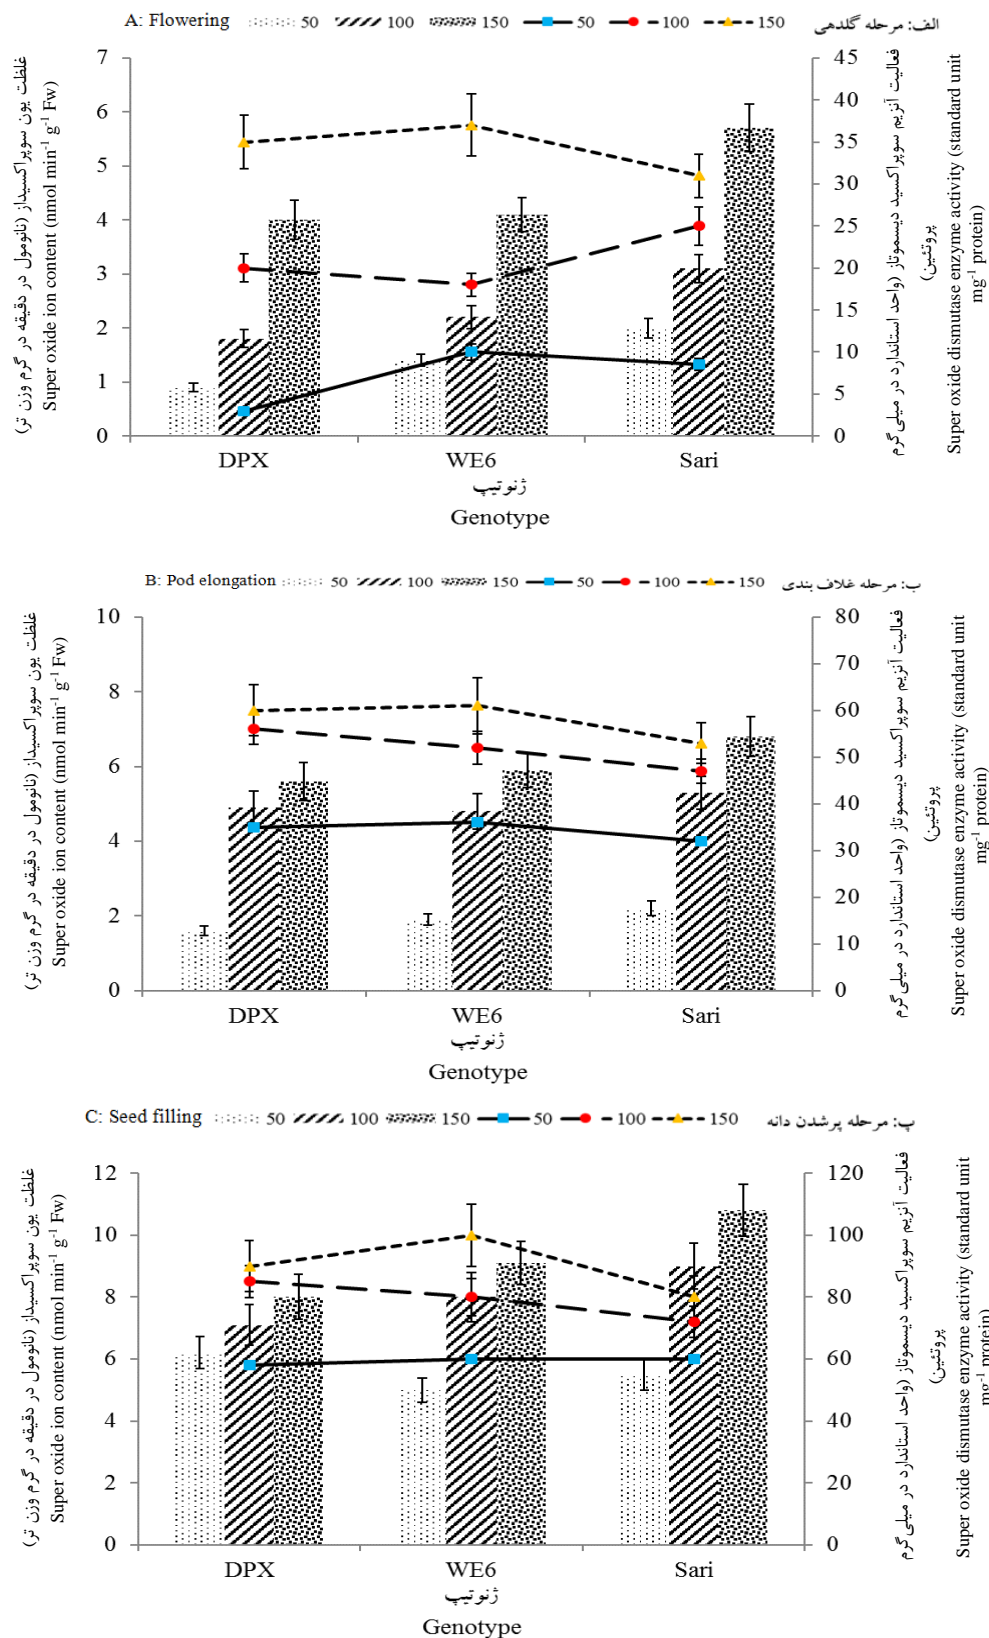 A: Flowering 50 100 150 50 100 150 الف: مرحله گلدهی
غلظت یون سوپراکسیداز (نانومول در دقیقه در گرم وزن تر)
Super oxide ion content (nmol min-1 g-1 Fw)
7
6
5
4
3
2
1
0
45
40
35
30
25
20
15
10
5
0
فعالیت آنزیم سوپراکسید دیسموتاز (واحد استاندارد در میلی‌گرم
پروتئین)
Super oxide dismutase enzyme activity (standard unit
mg-1 protein)
DPX WE6 Sari
ژنوتیپ
Genotype
B: Pod elongation 50 100 150 50 100 150 ب: مرحله غلاف بندی
غلظت یون سوپراکسیداز (نانومول در دقیقه در گرم وزن تر)
Super oxide ion content (nmol min-1 g-1 Fw)
10
8
6
4
2
0
80
70
60
50
40
30
20
10
0
فعالیت آنزیم سوپراکسید دیسموتاز (واحد استاندارد در میلی‌گرم
پروتئین)
Super oxide dismutase enzyme activity (standard unit
mg-1 protein)
DPX WE6 Sari
ژنوتیپ
Genotype
C: Seed filling 50 100 150 50 100 150 پ: مرحله پرشدن دانه
غلظت یون سوپراکسیداز (نانومول در دقیقه در گرم وزن تر)
Super oxide ion content (nmol min-1 g-1 Fw)
12
10
8
6
4
2
0
120
100
80
60
40
20
0
فعالیت آنزیم سوپراکسید دیسموتاز (واحد استاندارد در میلی‌گرم
پروتئین)
Super oxide dismutase enzyme activity (standard unit
mg-1 protein)
DPX WE6 Sari
ژنوتیپ
Genotype